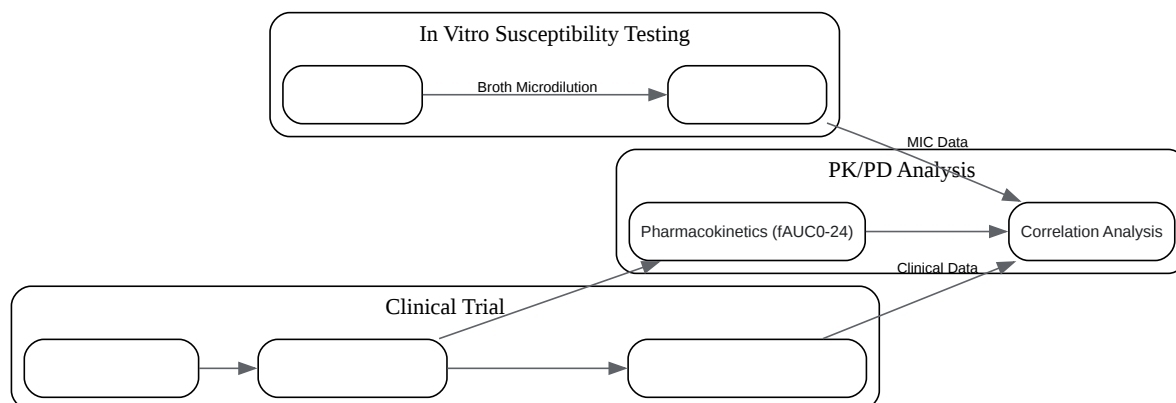 In Vitro Susceptibility Testing
Broth Microdilution
MIC Data
PK/PD Analysis
Pharmacokinetics (fAUC0-24)
Correlation Analysis
Clinical Data
Clinical Trial